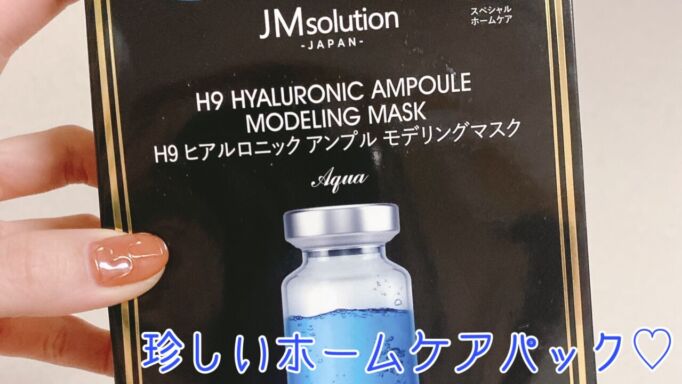 JMsolution
-JAPAN-
スペシャル
ホームケア
H9 HYALURONIC AMPOULE
MODELING MASK
H9 ヒアルロニック アンプル モデリングマスク
Aqua
珍しいホームケアパック♡